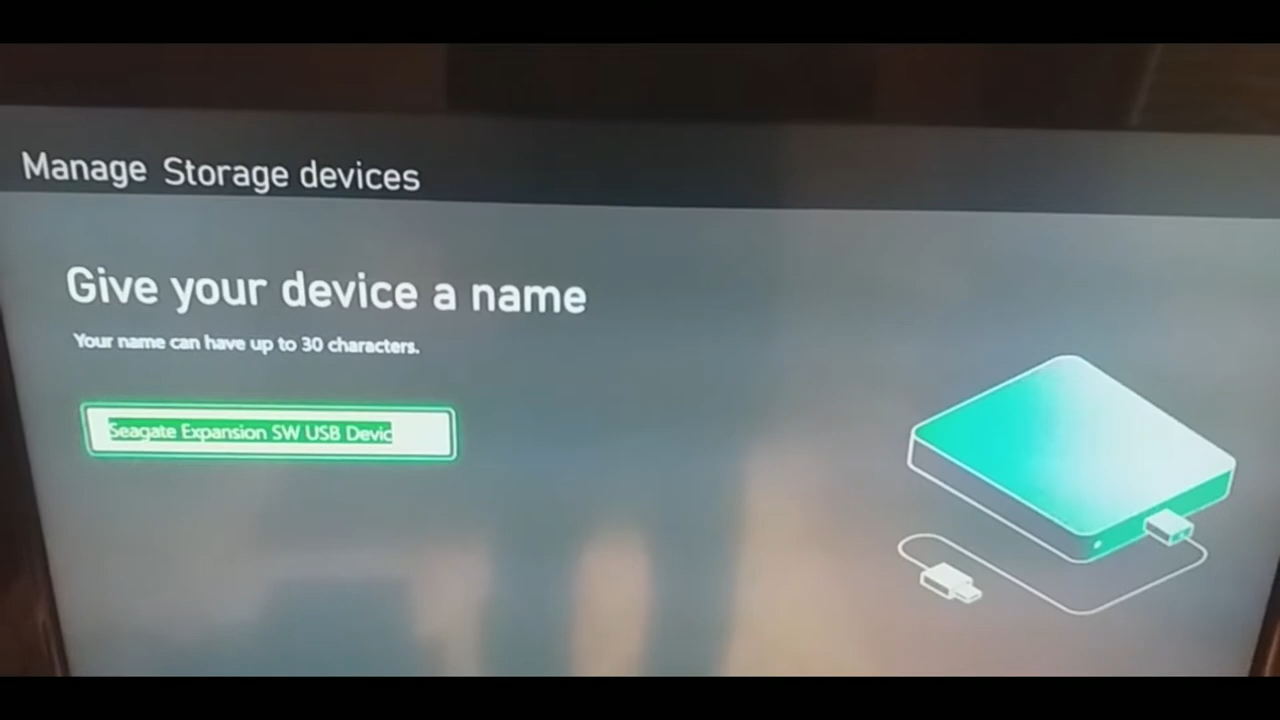 Manage Storage devices
Give your device a name
Your name can have up to 30 characters.
Seagate Expansion SW USB Devic